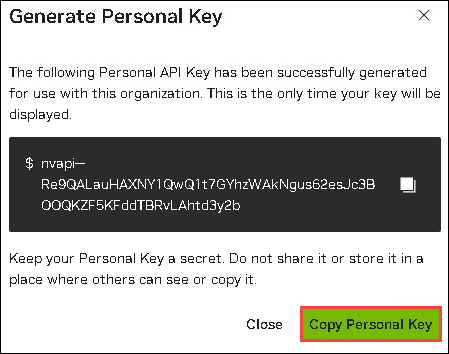 Generate Personal Key
The following Personal API Key has been successfully generated
for use with this organization. This is the only time your key will be
displayed.
$ nvapi-
Re9QALauHAXNY1QwQ1t7GYhzWAkNgus62esJc3B
OOQKZF5KFddTBRvLAhtd3y2b
Keep your Personal Key a secret. Do not share it or store it in a
place where others can see or copy it.
Close Copy Personal Key